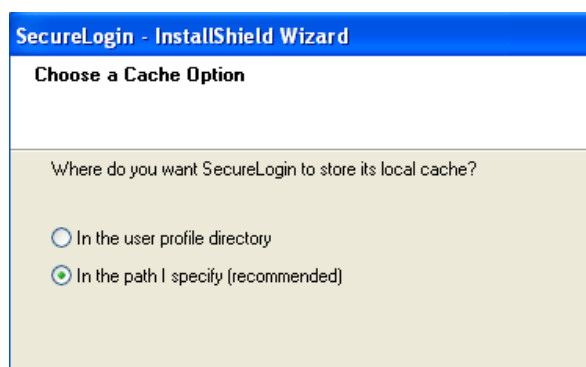 SecureLogin - InstallShield Wizard
Choose a Cache Option
Where do you want SecureLogin to store its local cache?
In the user profile directory
In the path I specify (recommended)